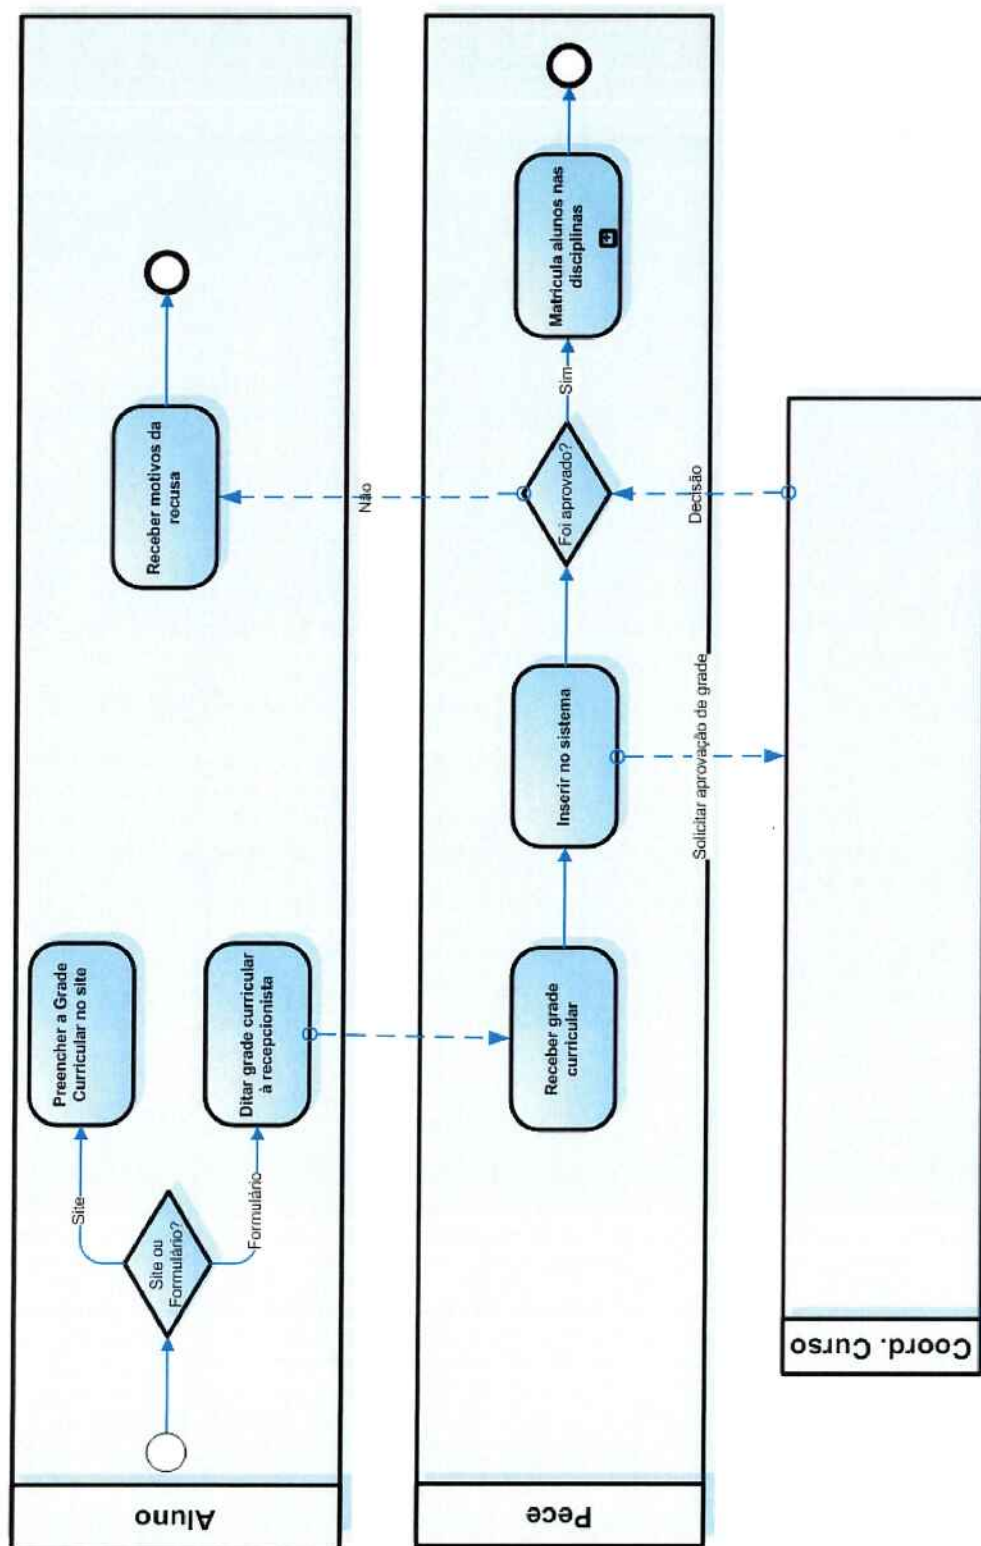 Aluno
Site ou
Formulário?
Site
Formulário
Preencher a Grade
Curricular no site
Ditar grade curricular
à recepcionista
Receber motivos da
recusa
Não
Pece
Receber grade
curricular
Inserir no sistema
Foi aprovado?
Sim
Matricula alunos nas
disciplinas
Solicitar aprovação de grade
Decisão
Coord. Curso